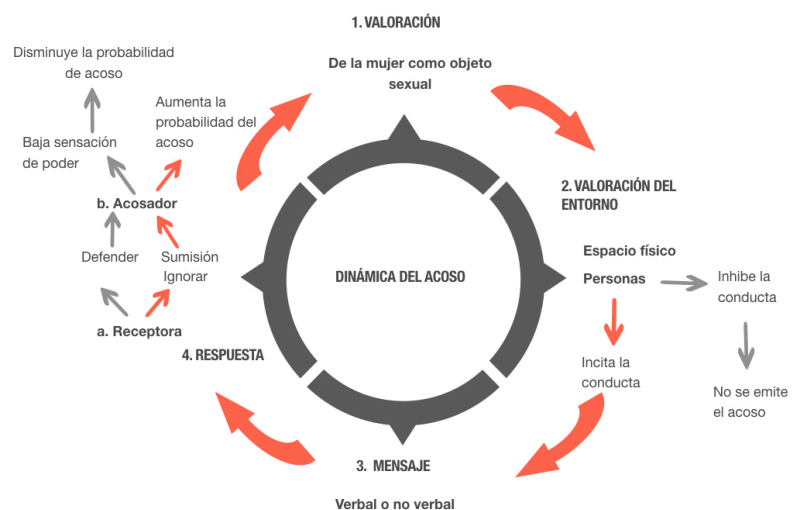 1. VALORACIÓN
De la mujer como objeto
sexual
2. VALORACIÓN DEL
ENTORNO
Espacio físico
Personas
Inhibe la
conducta
No se emite
el acoso
Incita la
conducta
3. MENSAJE
Verbal o no verbal
4. RESPUESTA
a. Receptora
Defender
Sumisión
Ignorar
b. Acosador
Baja sensación
de poder
Disminuye la probabilidad
de acoso
Aumenta la
probabilidad del
acoso
DINÁMICA DEL ACOSO